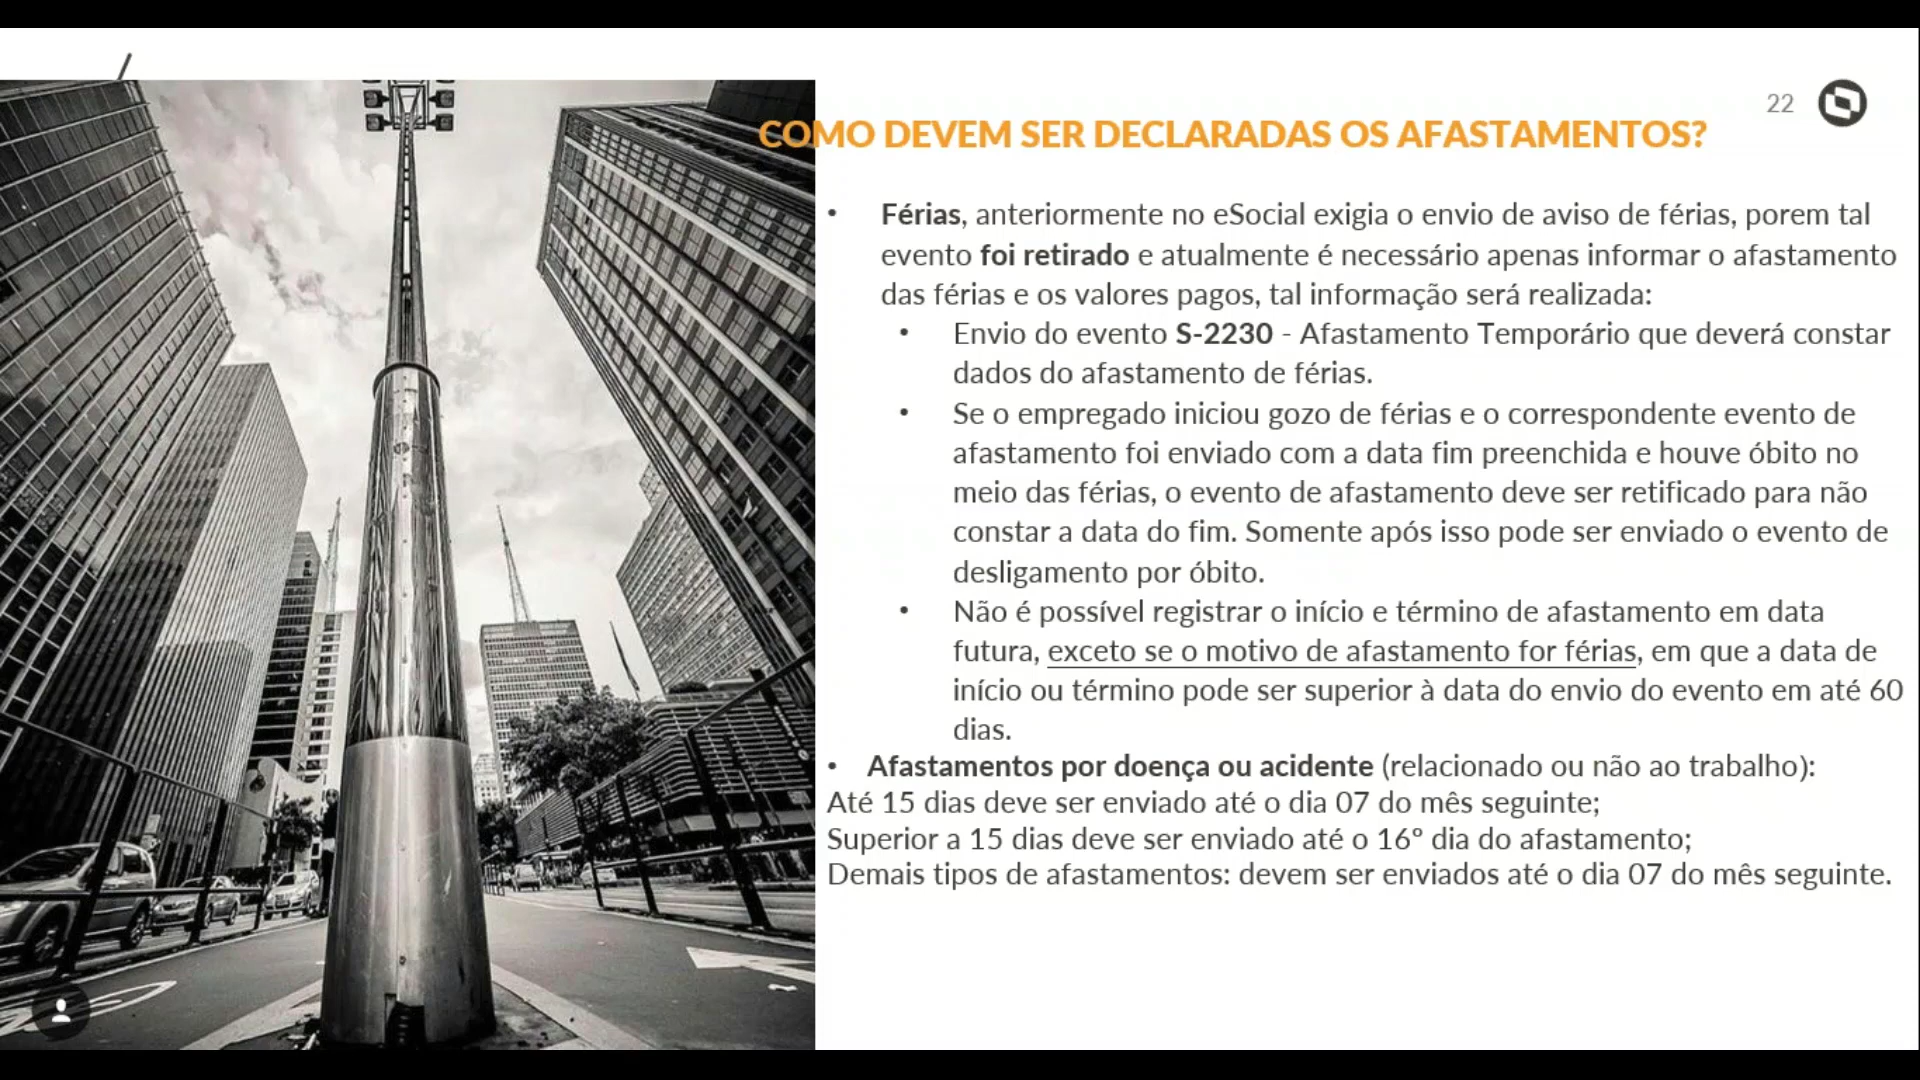 22
COMO DEVEM SER DECLARADAS OS AFASTAMENTOS?
• Férias, anteriormente no eSocial exigia o envio de aviso de férias, porem tal
evento foi retirado e atualmente é necessário apenas informar o afastamento
das férias e os valores pagos, tal informação será realizada:
• Envio do evento S-2230 - Afastamento Temporário que deverá constar
dados do afastamento de férias.
• Se o empregado iniciou gozo de férias e o correspondente evento de
afastamento foi enviado com a data fim preenchida e houve óbito no
meio das férias, o evento de afastamento deve ser retificado para não
constar a data do fim. Somente após isso pode ser enviado o evento de
desligamento por óbito.
• Não é possível registrar o início e término de afastamento em data
futura, exceto se o motivo de afastamento for férias, em que a data de
início ou término pode ser superior à data do envio do evento em até 60
dias.
• Afastamentos por doença ou acidente (relacionado ou não ao trabalho):
Até 15 dias deve ser enviado até o dia 07 do mês seguinte;
Superior a 15 dias deve ser enviado até o 16º dia do afastamento;
Demais tipos de afastamentos: devem ser enviados até o dia 07 do mês seguinte.